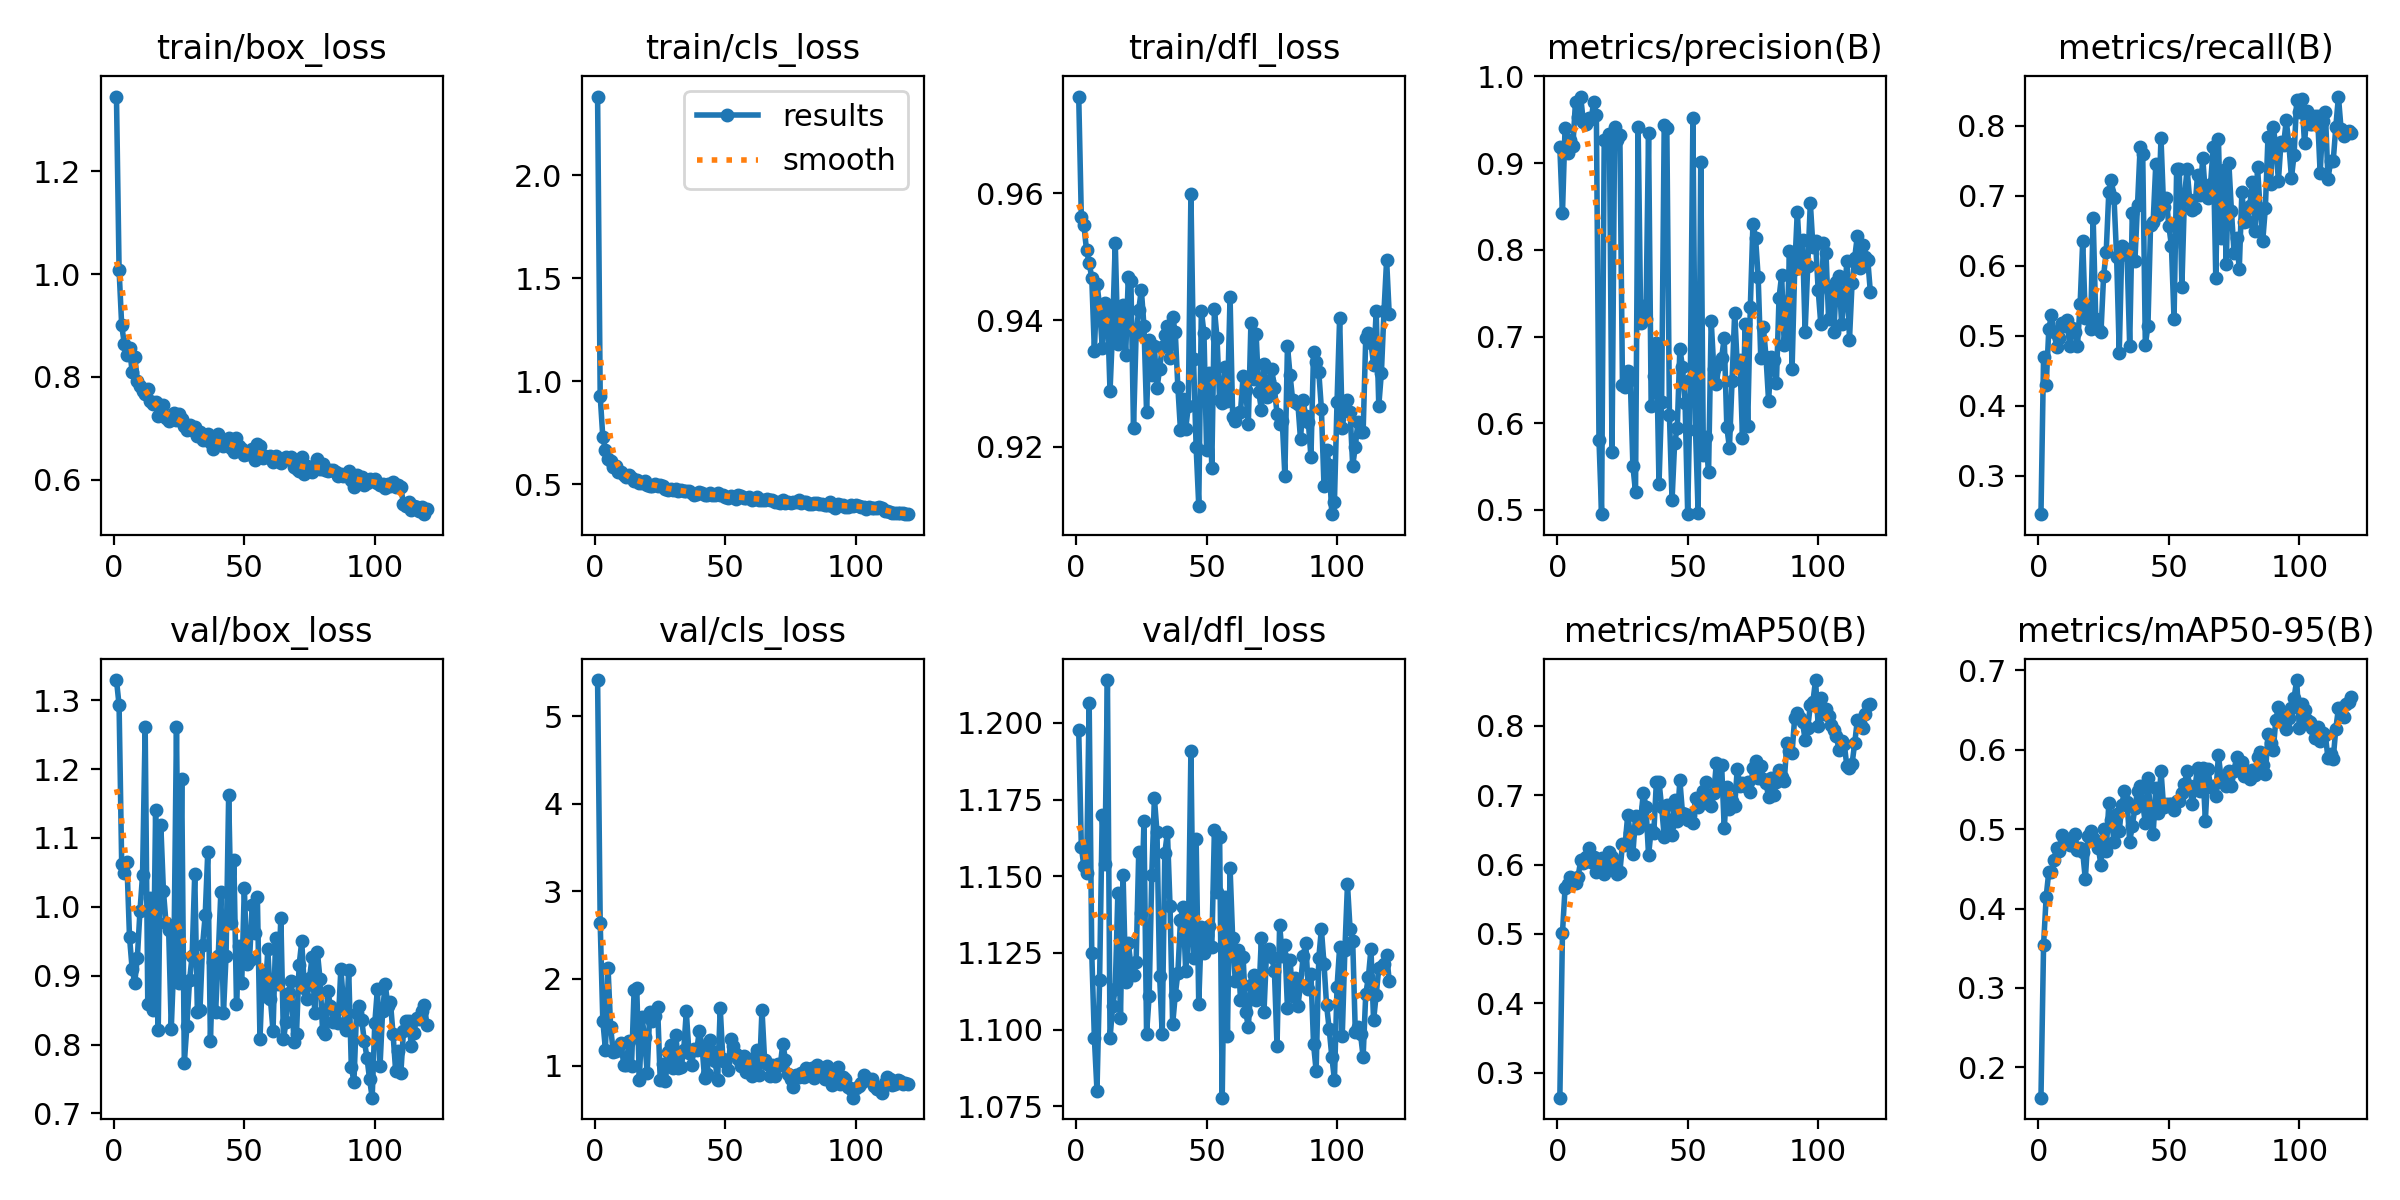 train/box_loss
train/cls_loss
train/dfl_loss
metrics/precision(B)
metrics/recall(B)
results
smooth
1.2
1.0
0.8
0.6
0 50 100
2.0
1.5
1.0
0.5
0 50 100
0.96
0.94
0.92
0 50 100
1.0
0.9
0.8
0.7
0.6
0.5
0 50 100
0.8
0.7
0.6
0.5
0.4
0.3
0 50 100
val/box_loss
val/cls_loss
val/dfl_loss
metrics/mAP50(B)
metrics/mAP50-95(B)
1.3
1.2
1.1
1.0
0.9
0.8
0.7
0 50 100
5
4
3
2
1
0 50 100
1.200
1.175
1.150
1.125
1.100
1.075
0 50 100
0.8
0.7
0.6
0.5
0.4
0.3
0 50 100
0.7
0.6
0.5
0.4
0.3
0.2
0 50 100